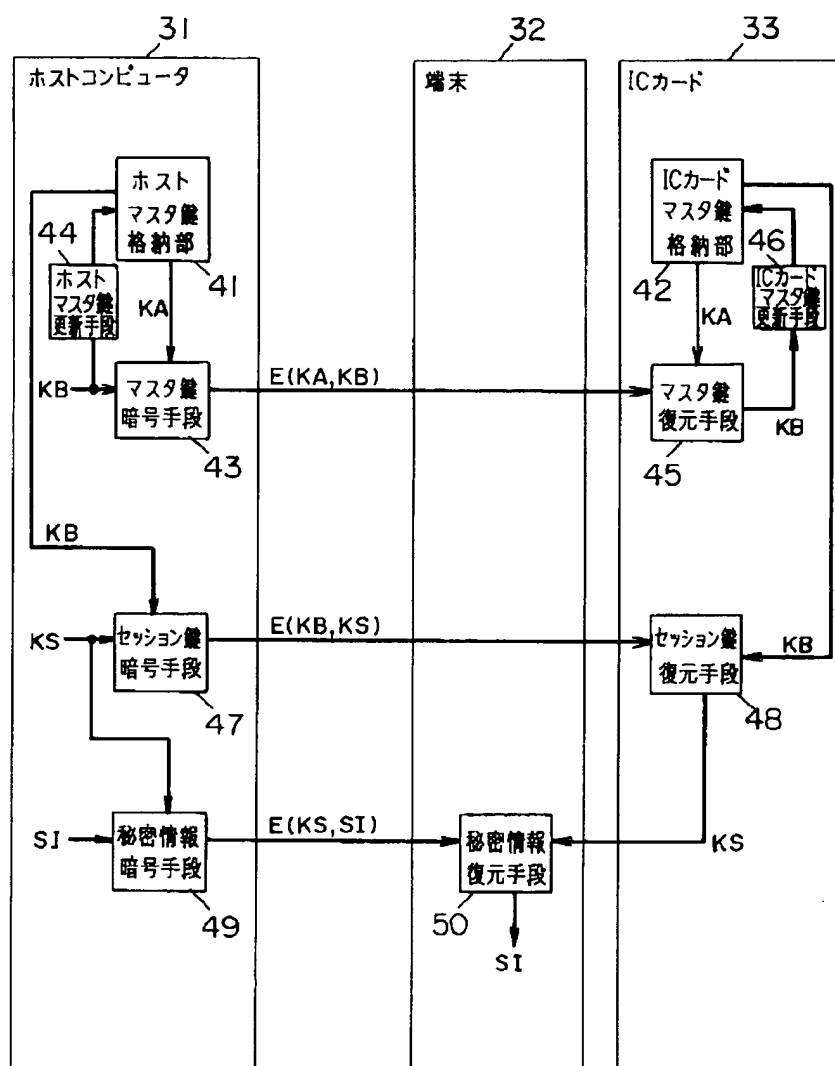 31
32
33
ホストコンピュータ
端末
ICカード
ホスト
マスタ鍵
格納部
41
44
ホスト
マスタ鍵
更新手段
KA
KB
マスタ鍵
暗号手段
43
E(KA,KB)
ICカード
マスタ鍵
格納部
42
46
ICカード
マスタ鍵
更新手段
KA
マスタ鍵
復元手段
45
KB
KB
KS
セッション鍵
暗号手段
47
E(KB,KS)
セッション鍵
復元手段
48
KB
SI
秘密情報
暗号手段
49
E(KS,SI)
秘密情報
復元手段
50
KS
SI